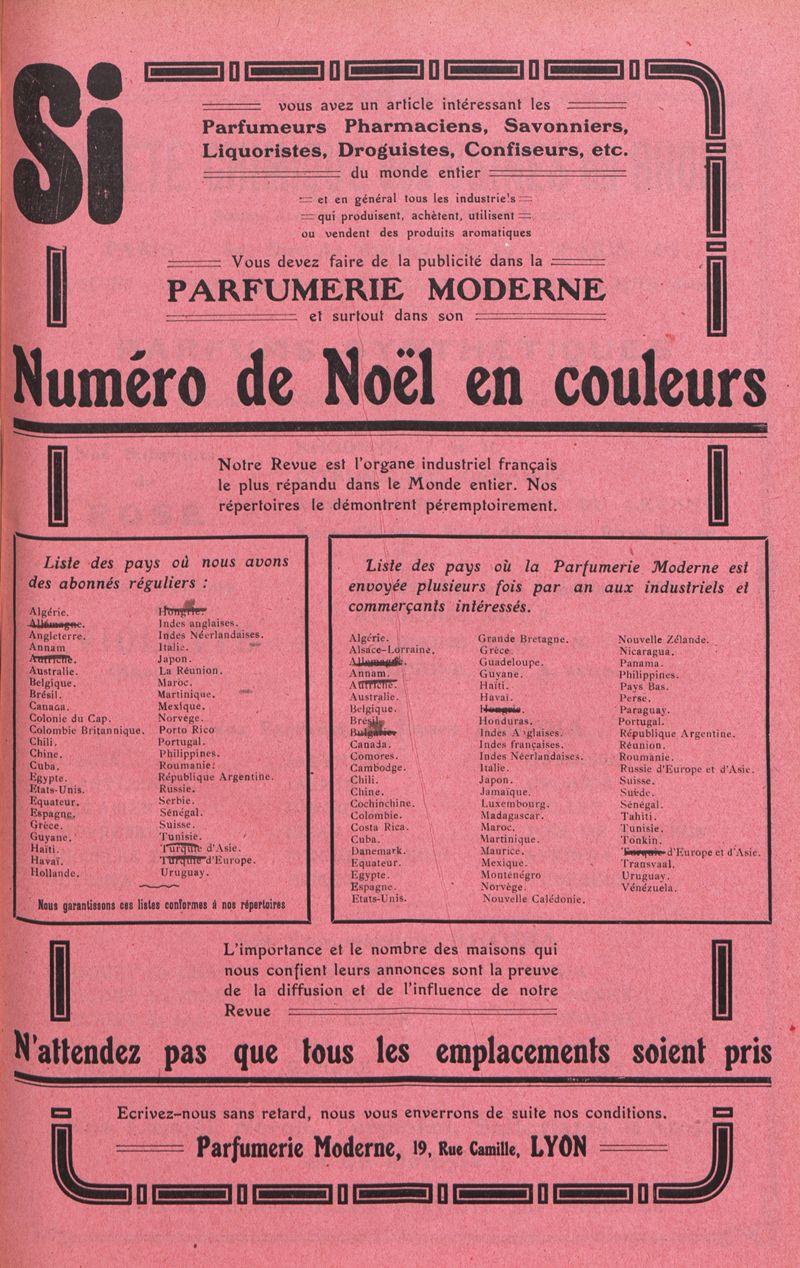 Si
vous avez un article intéressant les
Parfumeurs Pharmaciens, Savonniers,
Liquoristes, Droguistes, Confiseurs, etc.
du monde entier
et en général tous les industrie's
qui produisent, achètent, utilisent
ou vendent des produits aromatiques
Vous devez faire de la publicité dans la
PARFUMERIE MODERNE
et surtout dans son
Numéro de Noël en couleurs
Notre Revue est l'organe industriel français
le plus répandu dans le Monde entier. Nos
répertoires le démontrent péremptoirement.
Liste des pays où nous avons
des abonnés réguliers :
Algérie.
Allemagne.
Angleterre.
Annam
Autriche.
Australie.
Belgique.
Brésil.
Canada.
Colonie du Cap.
Colombie Britannique.
Chili.
Chine.
Cuba.
Egypte.
Etats-Unis.
Equateur.
Espagne.
Grèce.
Guyane.
Haïti.
Havaï.
Hollande.
Hongrie.
Indes anglaises.
Indes Néerlandaises.
Italie.
Japon.
La Réunion.
Maroc.
Martinique.
Mexique.
Norvège.
Porto Rico
Portugal.
Philippines.
Roumanie.
République Argentine.
Russie.
Serbie.
Sénégal.
Suisse.
Tunisie.
Turquie d'Asie.
Turquie d'Europe.
Uruguay.
Nous garantissons ces listes conformes à nos répertoires
Liste des pays où la Parfumerie Moderne est
envoyée plusieurs fois par an aux industriels et
commerçants intéressés.
Algérie.
Alsace-Lorraine.
Allemagne.
Annam.
Autriche.
Australie.
Belgique.
Brésil.
Bulgarie.
Canada.
Comores.
Cambodge.
Chili.
Chine.
Cochinchine.
Colombie.
Costa Rica.
Cuba.
Danemark.
Equateur.
Egypte.
Espagne.
Etats-Unis.
Grande Bretagne.
Grèce
Guadeloupe.
Guyane.
Haïti.
Havaï.
Hongrie.
Honduras.
Indes Anglaises.
Indes françaises.
Indes Néerlandaises.
Italie.
Japon.
Jamaïque.
Luxembourg.
Madagascar.
Maroc.
Martinique.
Maurice.
Mexique.
Monténégro
Norvège.
Nouvelle Calédonie.
Nouvelle Zélande.
Nicaragua.
Panama.
Philippines.
Pays Bas.
Perse.
Paraguay.
Portugal.
République Argentine.
Réunion.
Roumanie.
Russie d'Europe et d'Asie.
Suisse.
Suède.
Sénégal.
Tahiti.
Tunisie.
Tonkin.
Turquie d'Europe et d'Asie.
Transvaal.
Uruguay.
Vénézuela.
L'importance et le nombre des maisons qui
nous confient leurs annonces sont la preuve
de la diffusion et de l'influence de notre
Revue
N'attendez pas que tous les emplacements soient pris
Ecrivez-nous sans retard, nous vous enverrons de suite nos conditions.
Parfumerie Moderne, 19, Rue Camille, LYON